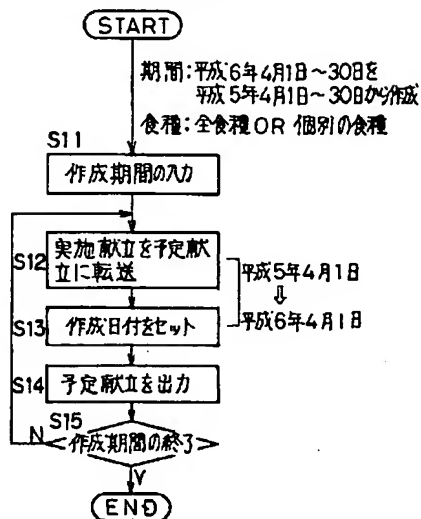 START
期間:平成6年4月1日～30日を
平成5年4月1日～30日から作成
食種:全食種OR 個別の食種
S11
作成期間の入力
S12
実施献立を予定献
立に転送
平成5年4月1日
⇩
平成6年4月1日
S13
作成日付をセット
S14
予定献立を出力
S15
N
作成期間の終了
Y
END